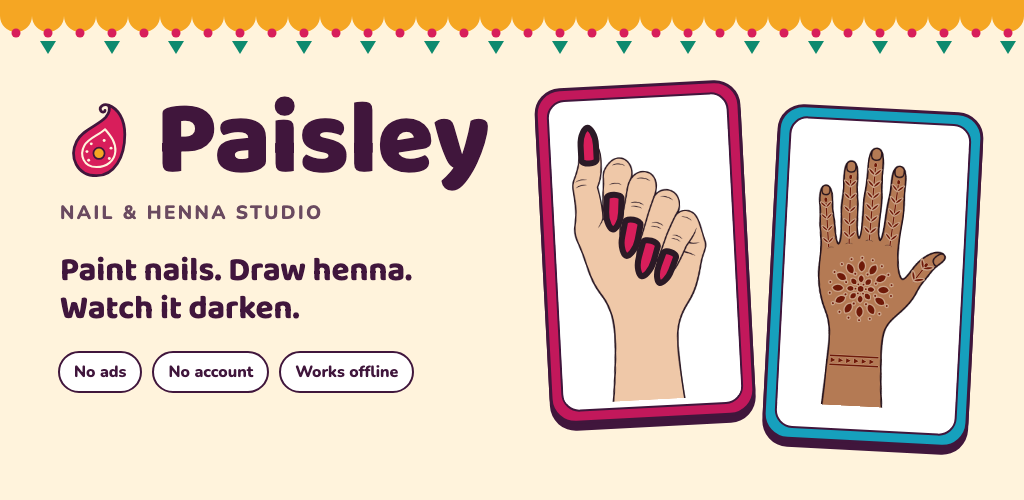 Paisley
NAIL & HENNA STUDIO
Paint nails. Draw henna.
Watch it darken.
No ads
No account
Works offline